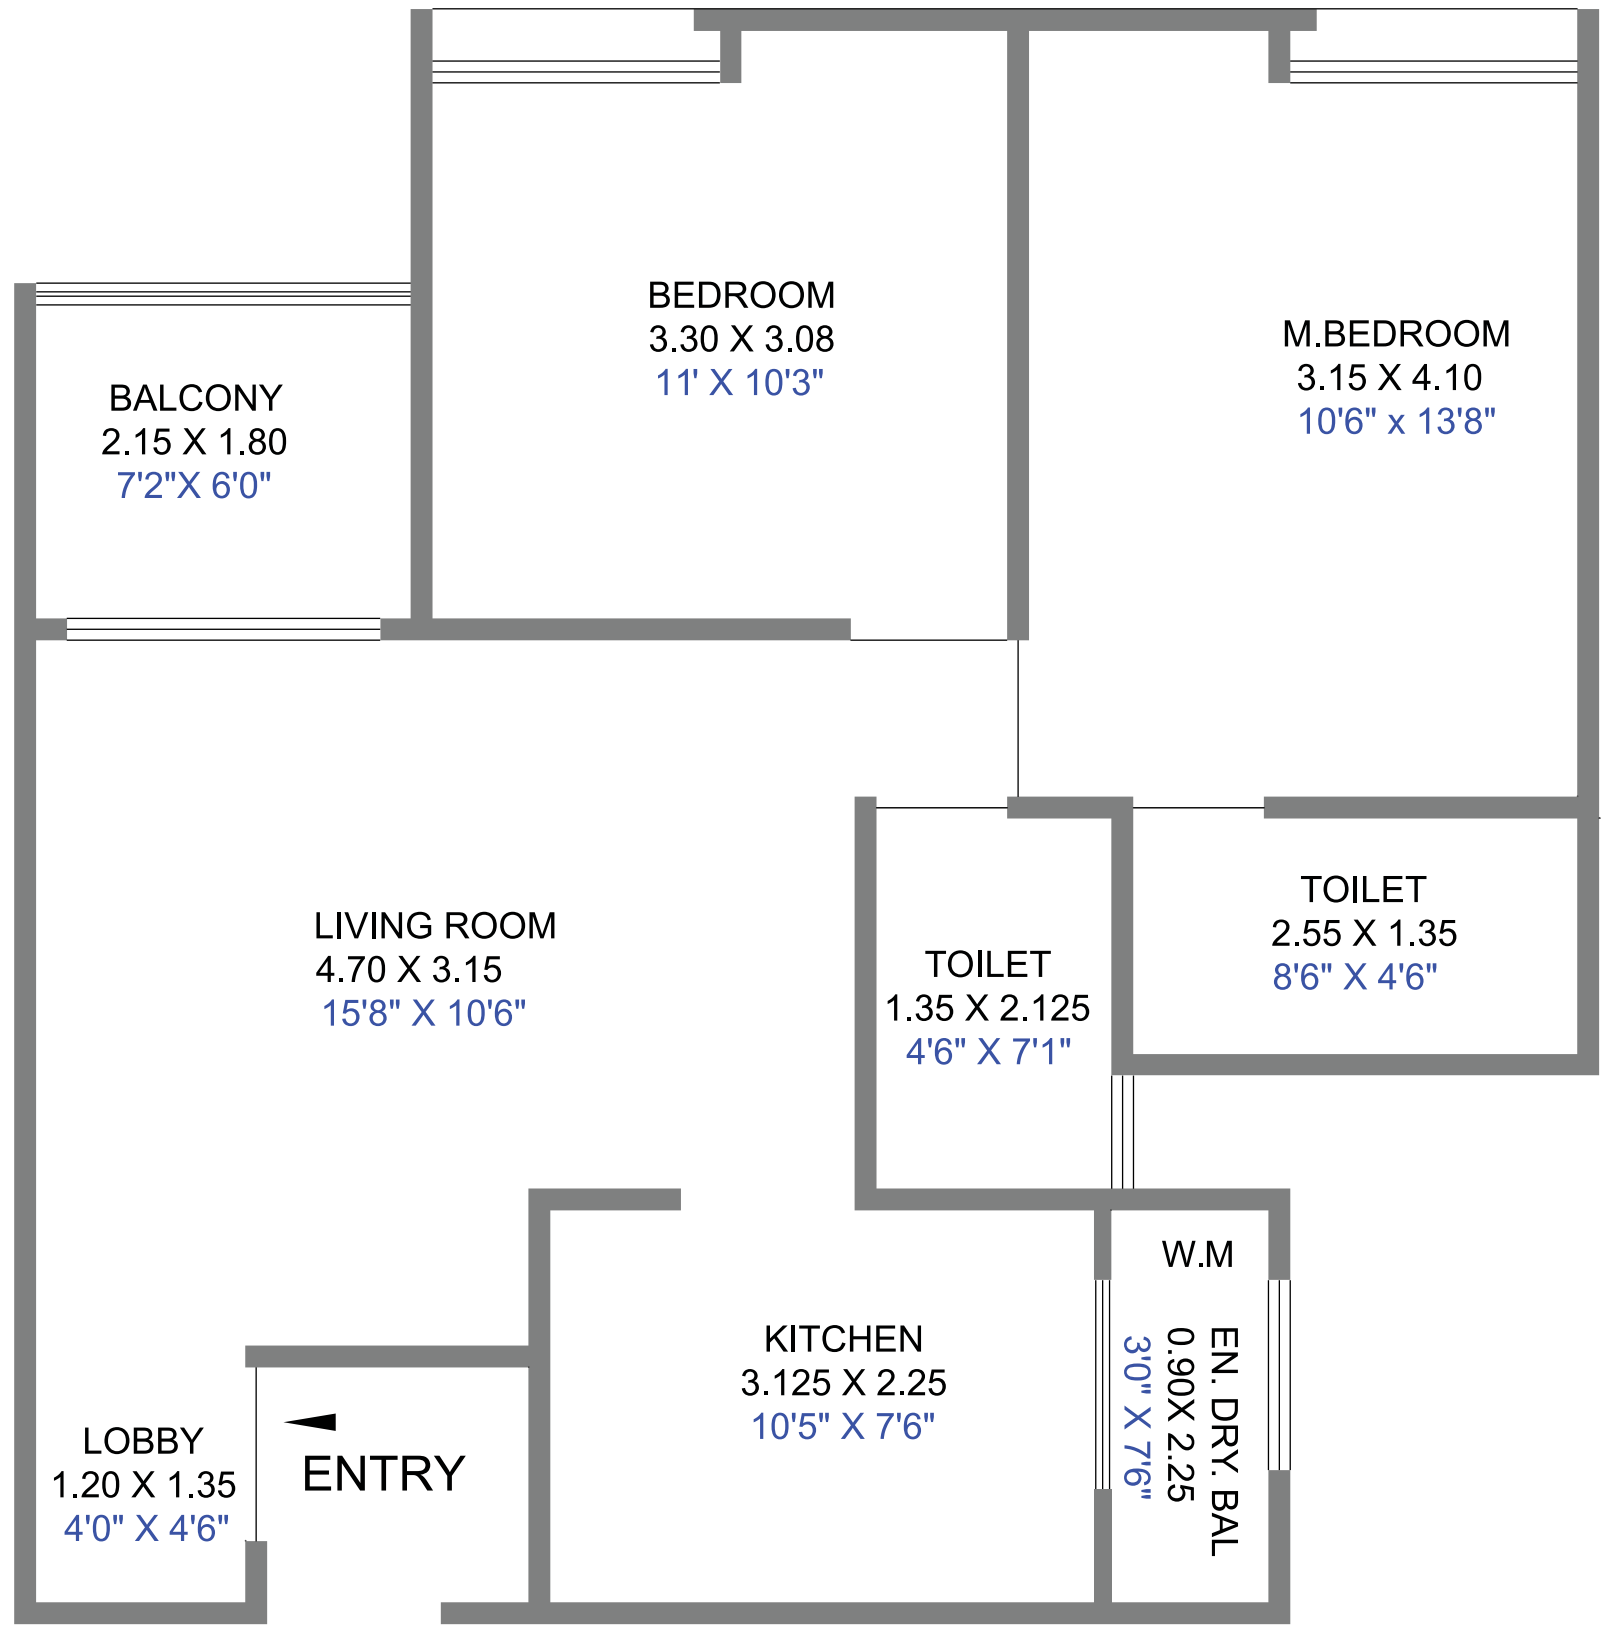 BEDROOM
3.30 X 3.08
11' X 10'3"
M.BEDROOM
3.15 X 4.10
10'6" x 13'8"
BALCONY
2.15 X 1.80
7'2"X 6'0"
LIVING ROOM
4.70 X 3.15
15'8" X 10'6"
TOILET
1.35 X 2.125
4'6" X 7'1"
TOILET
2.55 X 1.35
8'6" X 4'6"
W.M
EN. DRY. BAL
0.90X 2.25
3'0" X 7'6"
KITCHEN
3.125 X 2.25
10'5" X 7'6"
LOBBY
1.20 X 1.35
4'0" X 4'6"
ENTRY